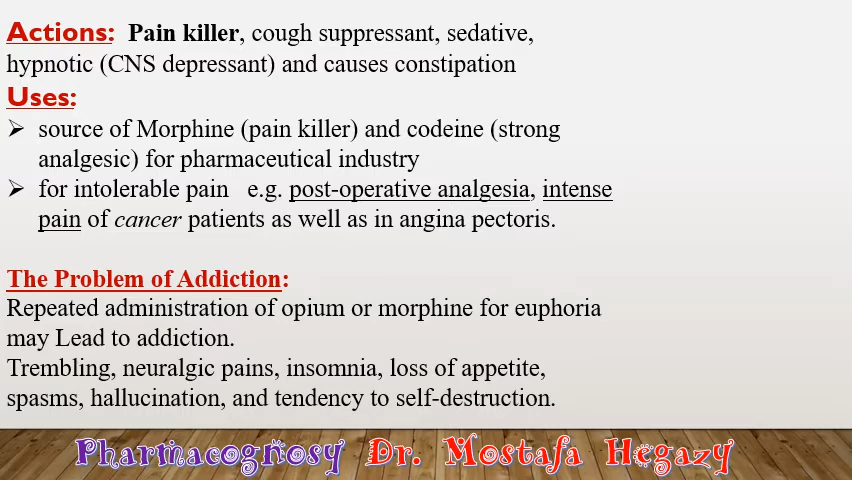 Actions: Pain killer, cough suppressant, sedative,
hypnotic (CNS depressant) and causes constipation
Uses:
➢ source of Morphine (pain killer) and codeine (strong
analgesic) for pharmaceutical industry
➢ for intolerable pain e.g. post-operative analgesia, intense
pain of cancer patients as well as in angina pectoris.
The Problem of Addiction:
Repeated administration of opium or morphine for euphoria
may Lead to addiction.
Trembling, neuralgic pains, insomnia, loss of appetite,
spasms, hallucination, and tendency to self-destruction.
Pharmacognosy Dr. Mostafa Hegazy